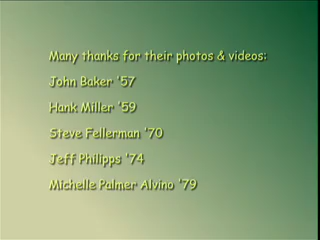 Many thanks for their photos & videos:
John Baker '57
Hank Miller '59
Steve Fellerman '70
Jeff Philipps '74
Michelle Palmer Alvino '79